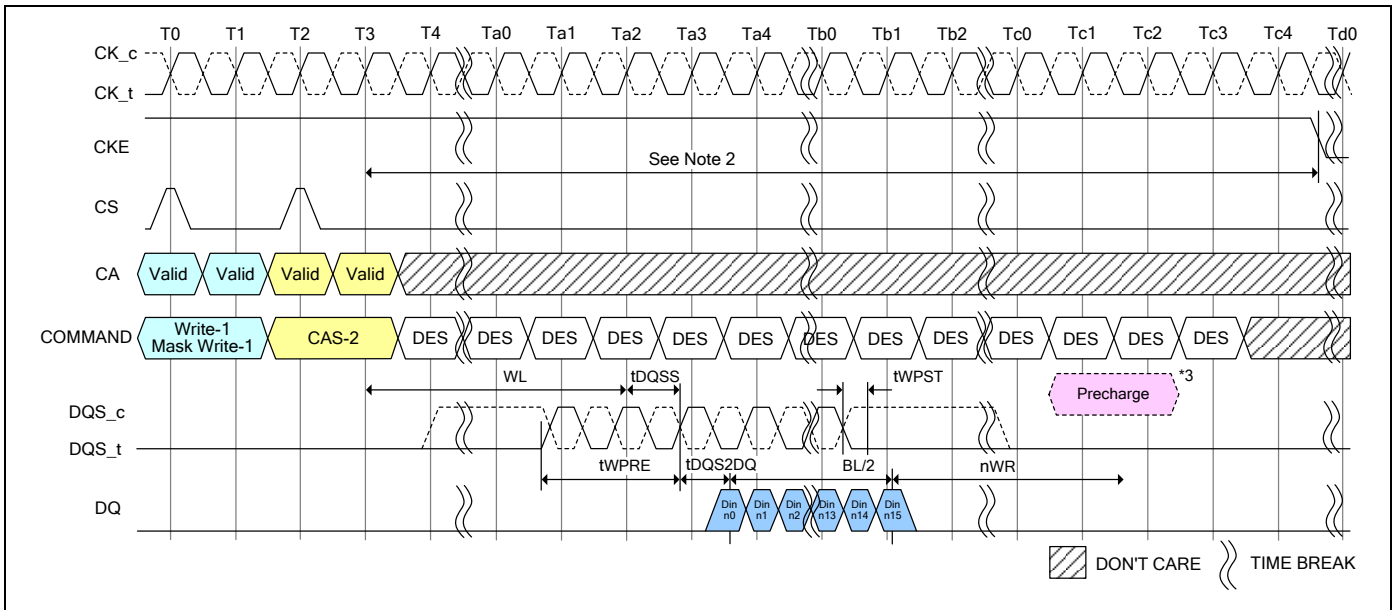 T0 T1 T2 T3 T4 Ta0 Ta1 Ta2 Ta3 Ta4 Tb0 Tb1 Tb2 Tc0 Tc1 Tc2 Tc3 Tc4 Td0
CK_c
CK_t
CKE
See Note 2
CS
CA Valid Valid Valid Valid
COMMAND Write-1 Mask Write-1 CAS-2 DES DES DES DES DES DES DES DES DES DES DES DES DES
WL tDQSS tWPST
Precharge *3
DQS_c
DQS_t
tWPRE tDQS2DQ BL/2 nWR
DQ Din n0 Din n1 Din n2 Din n13 Din n14 Din n15
DON'T CARE TIME BREAK